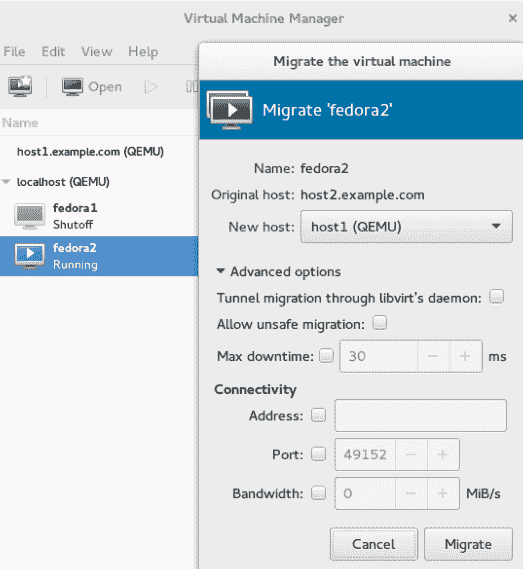 Virtual Machine Manager ×
File Edit View Help
Open
Name
host1.example.com (QEMU)
localhost (QEMU)
fedora1
Shutoff
fedora2
Running
Migrate the virtual machine
Migrate 'fedora2'
Name: fedora2
Original host: host2.example.com
New host: host1 (QEMU)
Advanced options
Tunnel migration through libvirt's daemon:
Allow unsafe migration:
Max downtime: 30 − + ms
Connectivity
Address:
Port: 49152 − +
Bandwidth: 0 − + MiB/s
Cancel Migrate